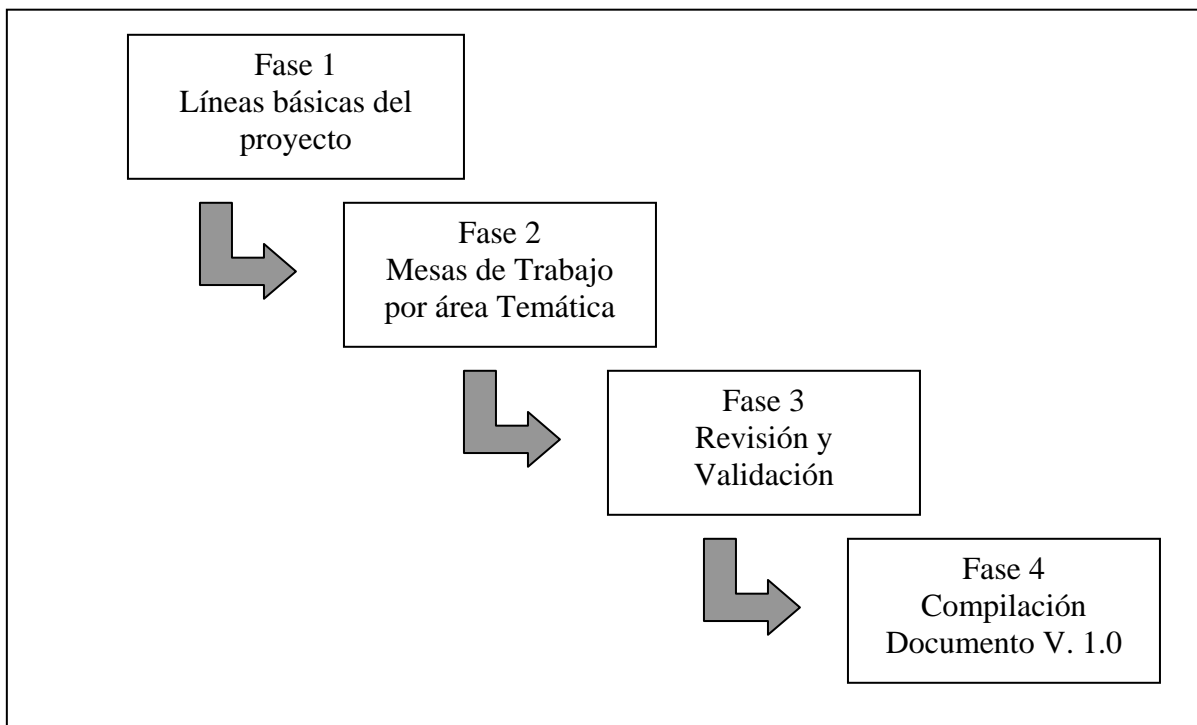 Fase 1
Líneas básicas del
proyecto
Fase 2
Mesas de Trabajo
por área Temática
Fase 3
Revisión y
Validación
Fase 4
Compilación
Documento V. 1.0